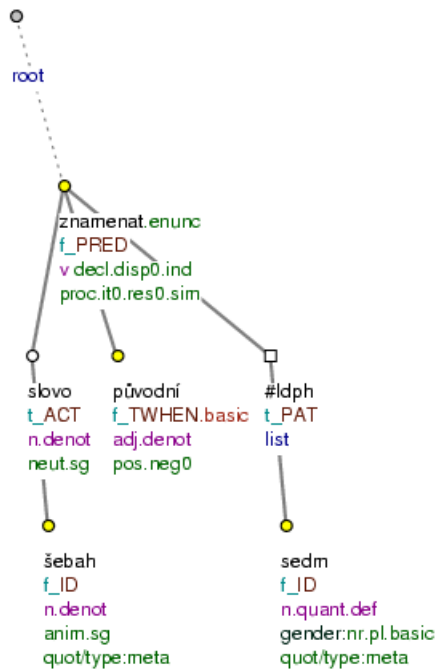 root
znamenat.enunc
f_PRED
v decl.disp0.ind
proc.it0.res0.sim
slovo
t_ACT
n.denot
neut.sg
původní
f_TWHEN.basic
adj.denot
pos.neg0
#Idph
t_PAT
list
šebah
f_ID
n.denot
anim.sg
quot/type:meta
sedm
f_ID
n.quant.def
gender:nr.pl.basic
quot/type:meta